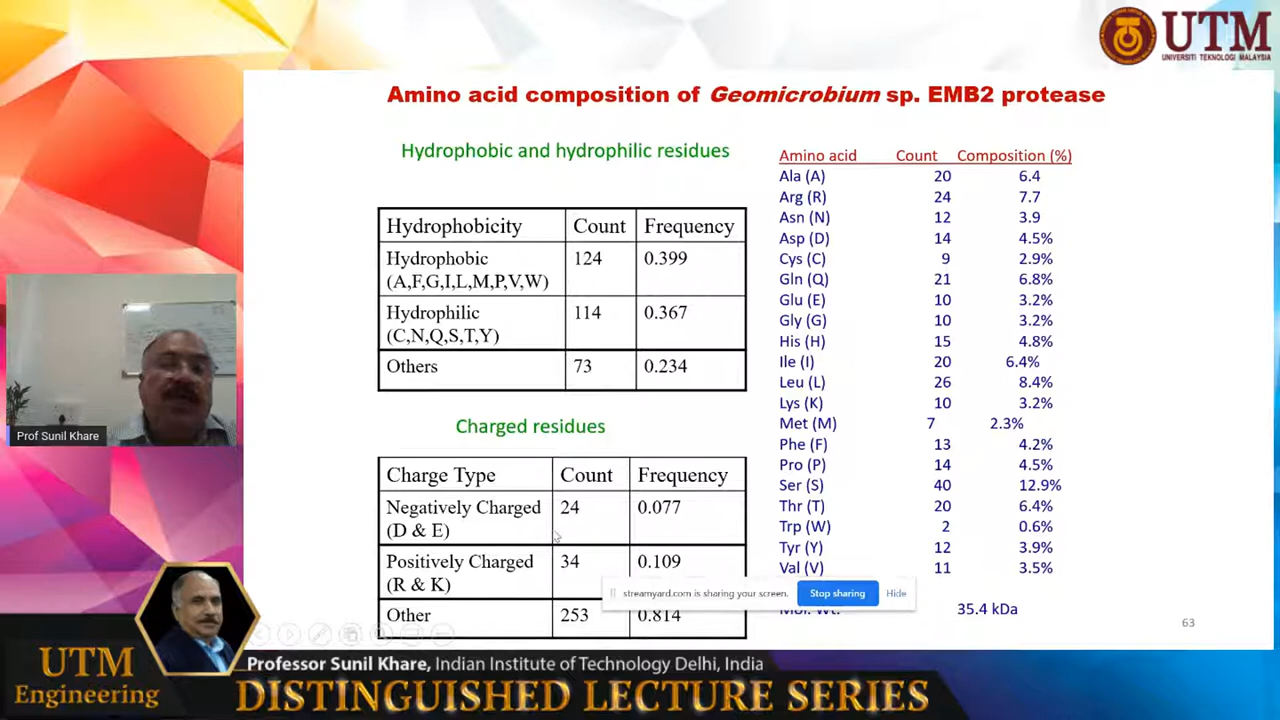 UTM
UNIVERSITI TEKNOLOGI MALAYSIA
Amino acid composition of Geomicrobium sp. EMB2 protease
Hydrophobic and hydrophilic residues
Hydrophobicity Count Frequency
Hydrophobic 124 0.399
(A,F,G,I,L,M,P,V,W)
Hydrophilic 114 0.367
(C,N,Q,S,T,Y)
Others 73 0.234
Charged residues
Charge Type Count Frequency
Negatively Charged 24 0.077
(D & E)
Positively Charged 34 0.109
(R & K)
Other 253 0.814
Amino acid Count Composition (%)
Ala (A) 20 6.4
Arg (R) 24 7.7
Asn (N) 12 3.9
Asp (D) 14 4.5%
Cys (C) 9 2.9%
Gln (Q) 21 6.8%
Glu (E) 10 3.2%
Gly (G) 10 3.2%
His (H) 15 4.8%
Ile (I) 20 6.4%
Leu (L) 26 8.4%
Lys (K) 10 3.2%
Met (M) 7 2.3%
Phe (F) 13 4.2%
Pro (P) 14 4.5%
Ser (S) 40 12.9%
Thr (T) 20 6.4%
Trp (W) 2 0.6%
Tyr (Y) 12 3.9%
Val (V) 11 3.5%
streamyard.com is sharing your screen. Stop sharing Hide
Mol. Wt. 35.4 kDa
63
Prof Sunil Khare
UTM
Engineering
Professor Sunil Khare, Indian Institute of Technology Delhi, India
DISTINGUISHED LECTURE SERIES